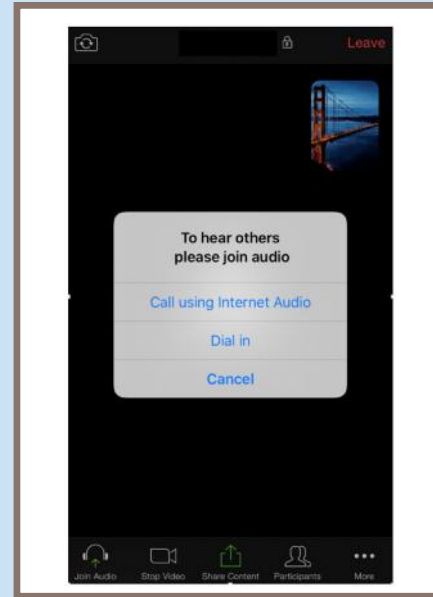 Leave
To hear others
please join audio
Call using Internet Audio
Dial in
Cancel
Join Audio Stop Video Share Content Participants More